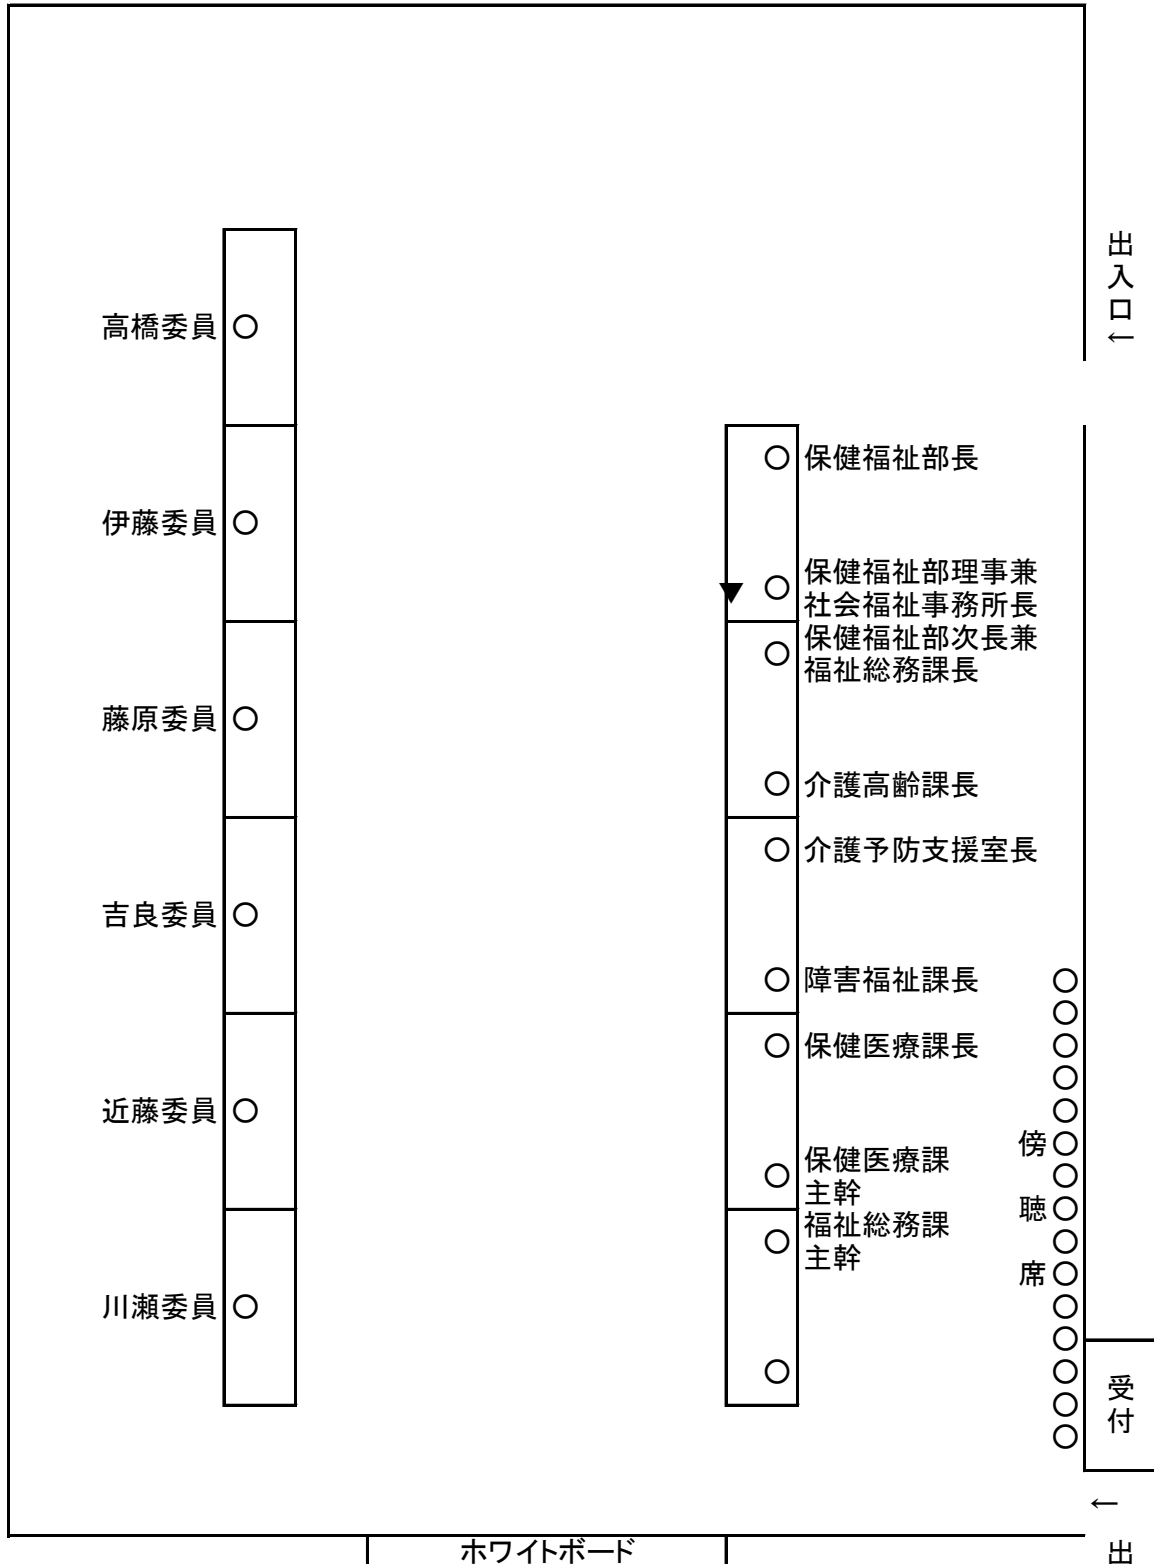 出入口←
高橋委員
伊藤委員
藤原委員
吉良委員
近藤委員
川瀬委員
保健福祉部長
保健福祉部理事兼
社会福祉事務所長
保健福祉部次長兼
福祉総務課長
介護高齢課長
介護予防支援室長
障害福祉課長
保健医療課長
保健医療課
主幹
福祉総務課
主幹
傍聴席
受付
←
出
ホワイトボード